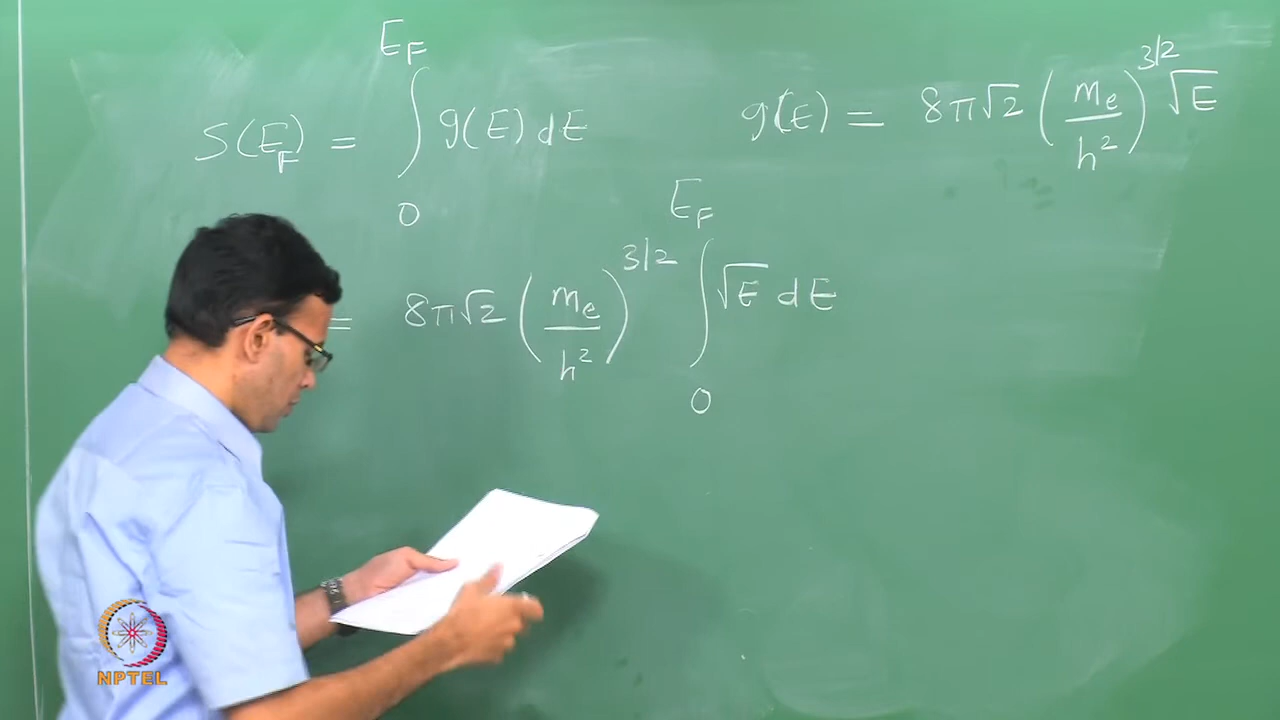 S(E_F) = ∫_0^{E_F} g(E) dE
g(E) = 8π√2 (m_e/h²)^{3/2} √E
= 8π√2 (m_e/h²)^{3/2} ∫_0^{E_F} √E dE
NPTEL